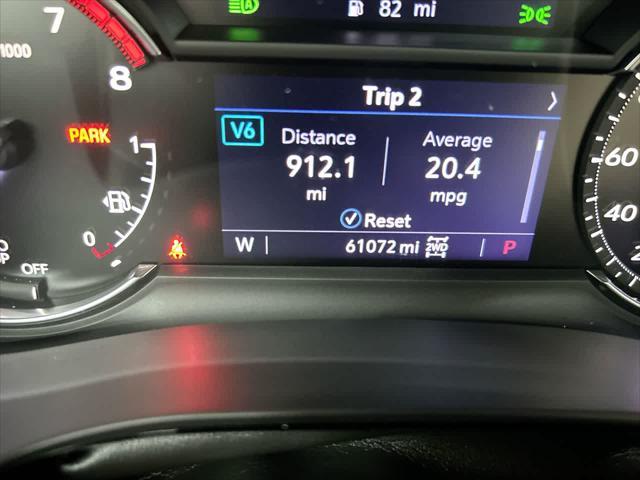 82 mi
7
1000
8
Trip 2
V6
Distance
Average
PARK
1
912.1
20.4
60
mi
mpg
Reset
40
0
W
61072 mi
2WD
P
OFF